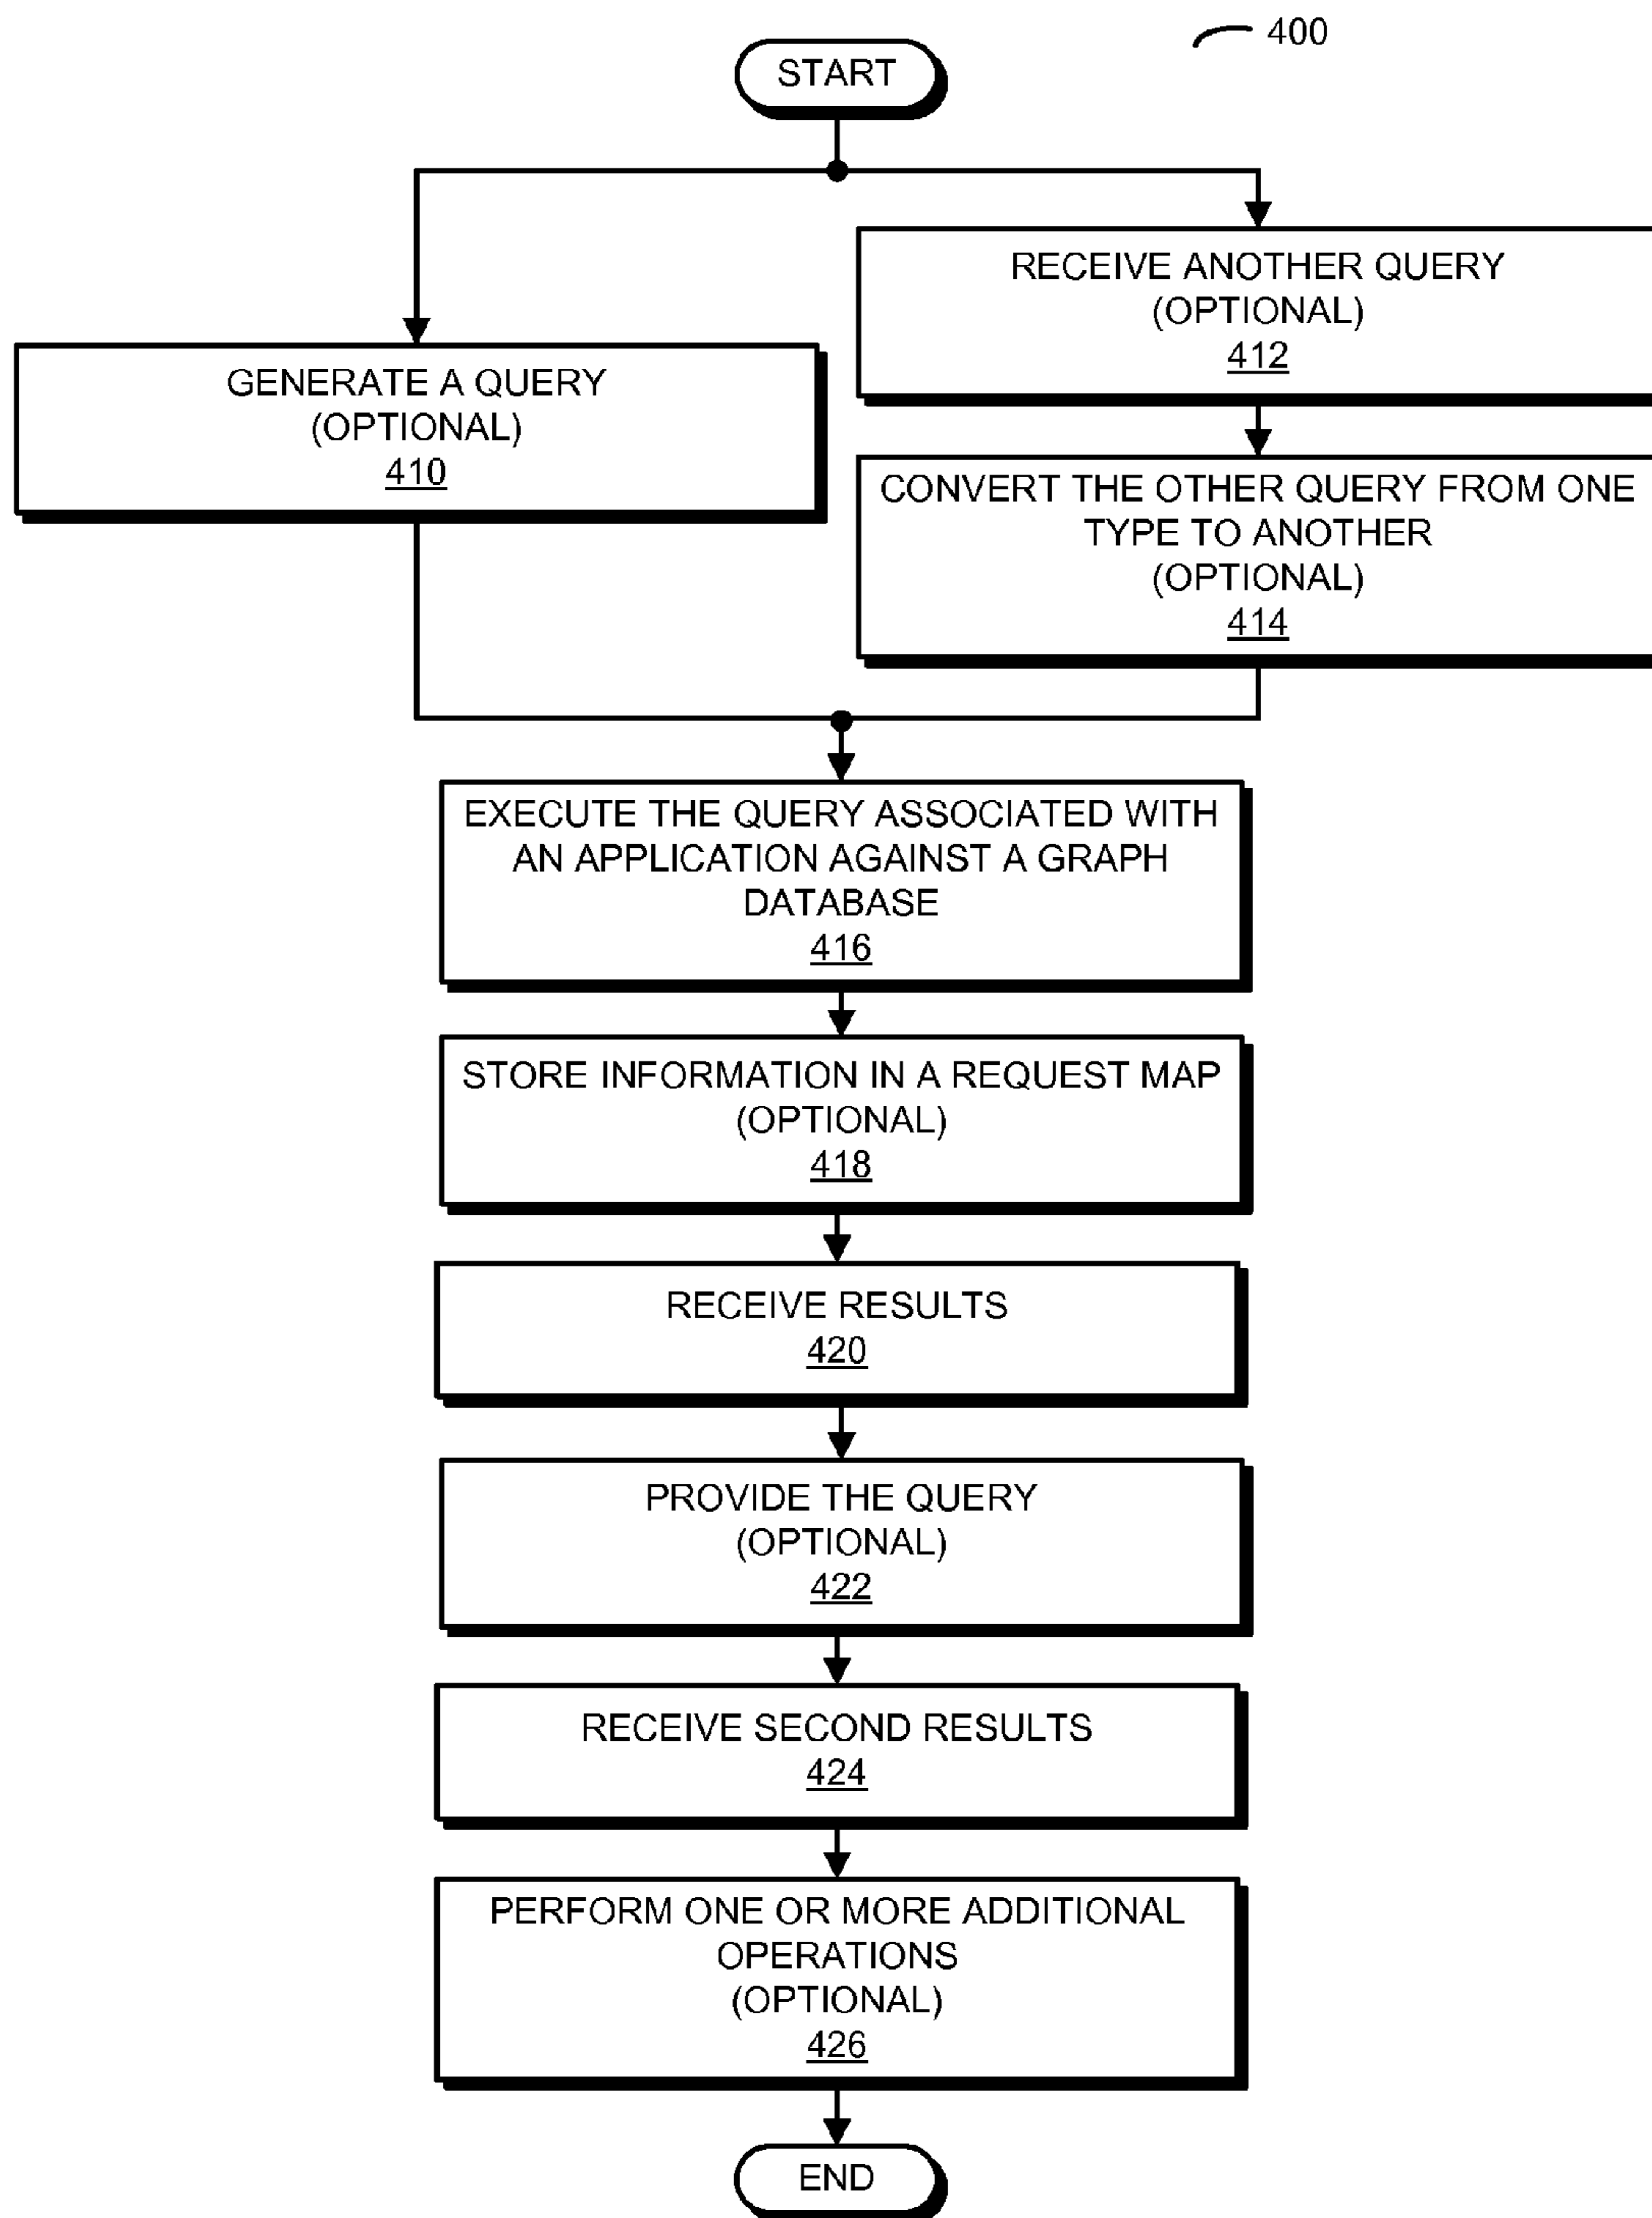 400
START
RECEIVE ANOTHER QUERY
(OPTIONAL)
412
GENERATE A QUERY
(OPTIONAL)
410
CONVERT THE OTHER QUERY FROM ONE
TYPE TO ANOTHER
(OPTIONAL)
414
EXECUTE THE QUERY ASSOCIATED WITH
AN APPLICATION AGAINST A GRAPH
DATABASE
416
STORE INFORMATION IN A REQUEST MAP
(OPTIONAL)
418
RECEIVE RESULTS
420
PROVIDE THE QUERY
(OPTIONAL)
422
RECEIVE SECOND RESULTS
424
PERFORM ONE OR MORE ADDITIONAL
OPERATIONS
(OPTIONAL)
426
END